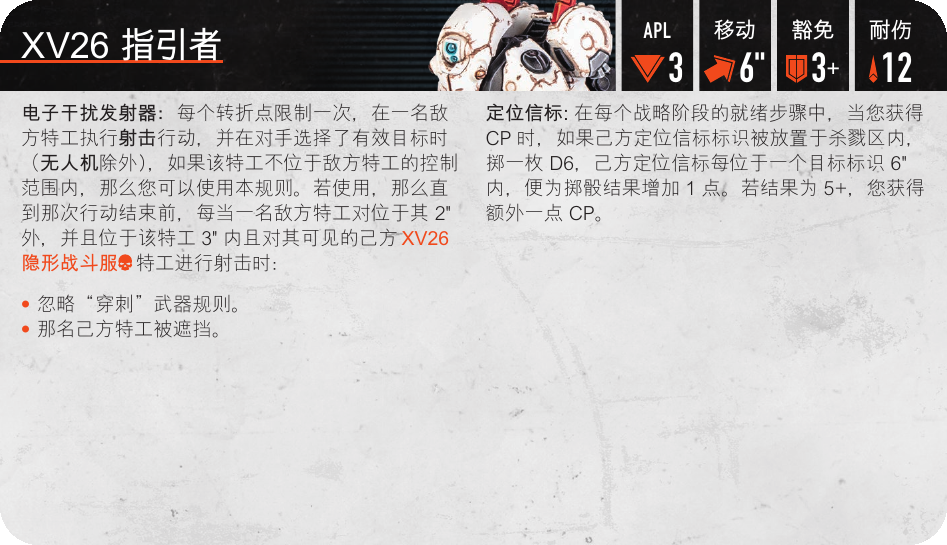 XV26 指引者
APL
3
移动
6"
豁免
3+
耐伤
12
电子干扰发射器：每个转折点限制一次，在一名敌
方特工执行射击行动，并在对手选择了有效目标时
（无人机除外），如果该特工不位于敌方特工的控制
范围内，那么您可以使用本规则。若使用，那么直
到那次行动结束前，每当一名敌方特工对位于其 2"
外，并且位于该特工 3" 内且对其可见的己方 XV26
隐形战斗服特工进行射击时：
• 忽略“穿刺”武器规则。
• 那名己方特工被遮挡。
定位信标: 在每个战略阶段的就绪步骤中，当您获得
CP 时，如果己方定位信标标识被放置于杀戮区内，
掷一枚 D6，己方定位信标每位于一个目标标识 6"
内，便为掷骰结果增加 1 点。若结果为 5+，您获得
额外一点 CP。